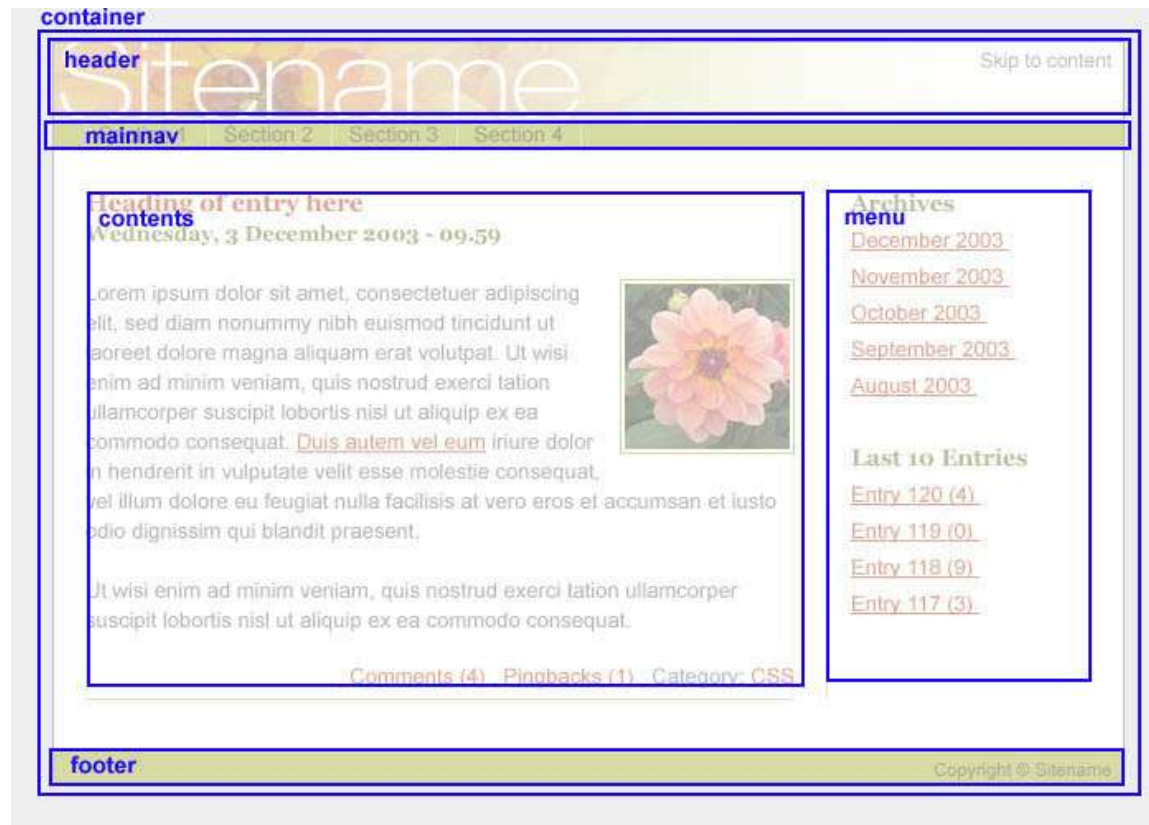 container
header
Sitename
Skip to content
mainnav
Section 2
Section 3
Section 4
Heading of entry here
contents
Wednesday, 3 December 2003 - 09.59
Lorem ipsum dolor sit amet, consectetuer adipiscing
elit, sed diam nonummy nibh euismod tincidunt ut
laoreet dolore magna aliquam erat volutpat. Ut wisi
enim ad minim veniam, quis nostrud exerci tation
ullamcorper suscipit lobortis nisl ut aliquip ex ea
commodo consequat. Duis autem vel eum iriure dolor
in hendrerit in vulputate velit esse molestie consequat,
vel illum dolore eu feugiat nulla facilisis at vero eros et accumsan et iusto
odio dignissim qui blandit praesent.
Ut wisi enim ad minim veniam, quis nostrud exerci tation ullamcorper
suscipit lobortis nisl ut aliquip ex ea commodo consequat.
Comments (4) Pingbacks (1) Category: CSS
Archives
menu
December 2003
November 2003
October 2003
September 2003
August 2003
Last 10 Entries
Entry 120 (4)
Entry 119 (0)
Entry 118 (9)
Entry 117 (3)
footer
Copyright © Sitename